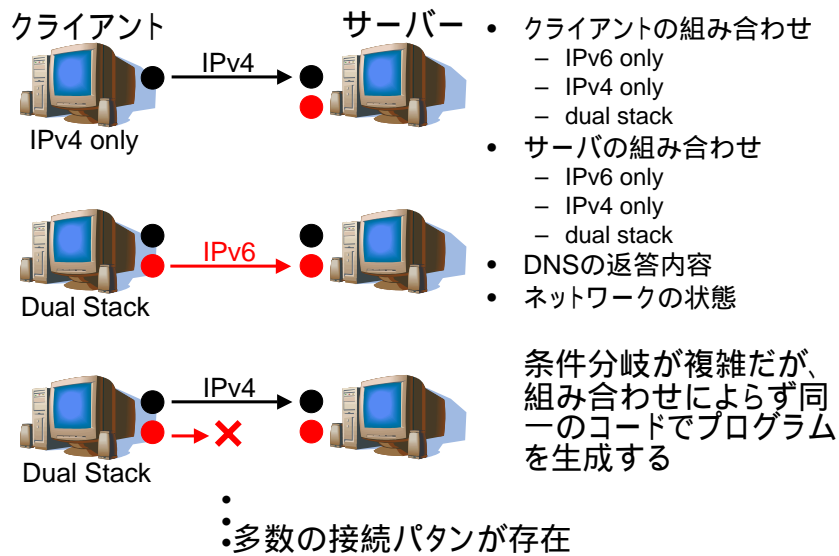 クライアント
サーバー
IPv4
IPv4 only
IPv6
Dual Stack
IPv4
Dual Stack
• クライアントの組み合わせ
– IPv6 only
– IPv4 only
– dual stack
• サーバの組み合わせ
– IPv6 only
– IPv4 only
– dual stack
• DNSの返答内容
• ネットワークの状態
条件分岐が複雑だが、
組み合わせによらず同
一のコードでプログラム
を生成する
•多数の接続パタンが存在